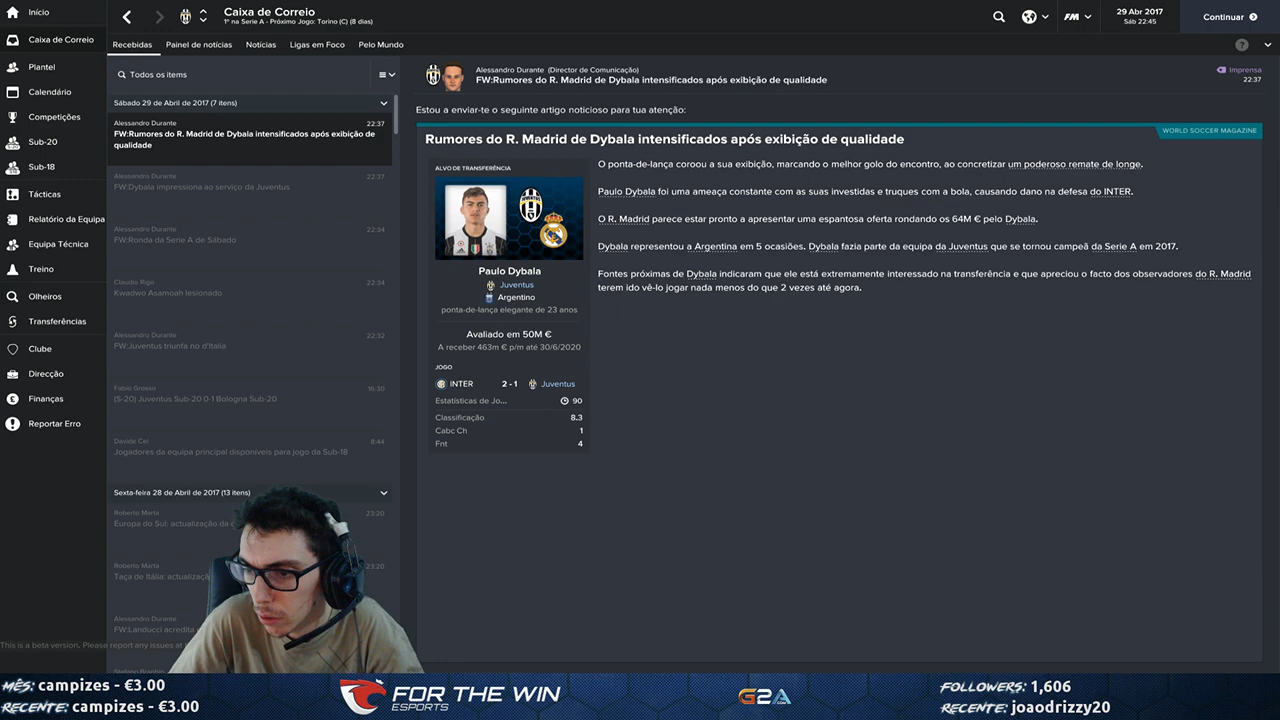 Início
Caixa de Correio
Plantel
Calendário
Competições
Sub-20
Sub-18
Tácticas
Relatório da Equipa
Equipa Técnica
Treino
Olheiros
Transferências
Clube
Direcção
Finanças
Reportar Erro
Caixa de Correio
1º na Serie A - Próximo Jogo: Torino (C) (8 dias)
FM
29 Abr 2017
Sáb 22:45
Continuar
Recebidas Painel de notícias Notícias Ligas em Foco Pelo Mundo
?
Todos os items
Sábado 29 de Abril de 2017 (7 itens)
Alessandro Durante 22:37
FW:Rumores do R. Madrid de Dybala intensificados após exibição de
qualidade
Alessandro Durante 22:37
FW:Dybala impressiona ao serviço da Juventus
Alessandro Durante 22:34
FW:Ronda da Serie A de Sábado
Claudio Rigo 22:34
Kwadwo Asamoah lesionado
Alessandro Durante 22:32
FW:Juventus triunfa no d'Italia
Fabio Grosso 16:30
(S-20) Juventus Sub-20 0-1 Bologna Sub-20
Davide Cei 8:44
Jogadores da equipa principal disponíveis para jogo da Sub-18
Sexta-feira 28 de Abril de 2017 (13 itens)
Roberto Marta 23:20
Europa do Sul: actualização da
Roberto Marta 23:20
Taça de Itália:
Alessandro Durante
FW:Landucci acredita
This is a beta version. Please report any issues at
Alessandro Durante (Director de Comunicação)
FW:Rumores do R. Madrid de Dybala intensificados após exibição de qualidade
Imprensa
22:37
Estou a enviar-te o seguinte artigo noticioso para tua atenção:
WORLD SOCCER MAGAZINE
Rumores do R. Madrid de Dybala intensificados após exibição de qualidade
ALVO DE TRANSFERÊNCIA
Paulo Dybala
Juventus
Argentino
ponta-de-lança elegante de 23 anos
Avaliado em 50M €
A receber 463m € p/m até 30/6/2020
JOGO
INTER 2 - 1 Juventus
Estatísticas de Jo... 90
Classificação 8.3
Cabc Ch 1
Fnt 4
O ponta-de-lança coroou a sua exibição, marcando o melhor golo do encontro, ao concretizar um poderoso remate de longe.
Paulo Dybala foi uma ameaça constante com as suas investidas e truques com a bola, causando dano na defesa do INTER.
O R. Madrid parece estar pronto a apresentar uma espantosa oferta rondando os 64M € pelo Dybala.
Dybala representou a Argentina em 5 ocasiões. Dybala fazia parte da equipa da Juventus que se tornou campeã da Serie A em 2017.
Fontes próximas de Dybala indicaram que ele está extremamente interessado na transferência e que apreciou o facto dos observadores do R. Madrid
terem ido vê-lo jogar nada menos do que 2 vezes até agora.
MÊS: campizes - €3.00
RECENTE: campizes - €3.00
FOR THE WIN
ESPORTS
G2A
.COM
FOLLOWERS: 1,606
RECENTE: joaodrizzy20